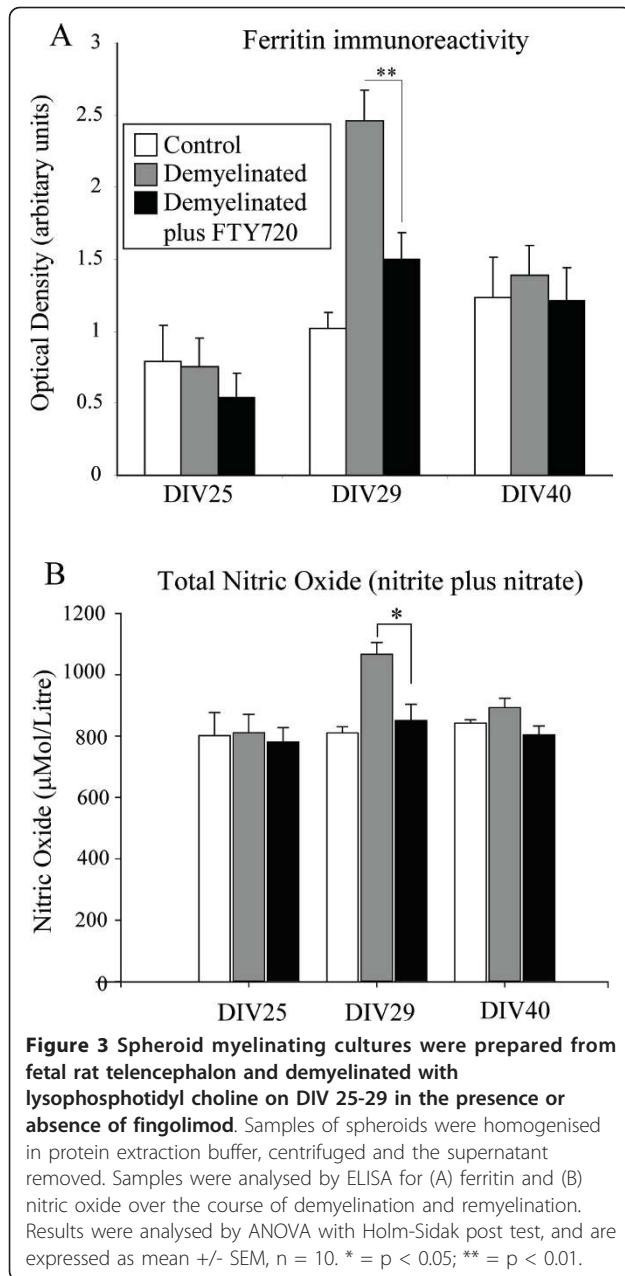 A
Ferritin immunoreactivity
3
**
2.5
Control
Demyelinated
Demyelinated
plus FTY720
2
1.5
1
0.5
0
Optical Density (arbitary units)
DIV25 DIV29 DIV40
B
Total Nitric Oxide (nitrite plus nitrate)
1200
*
1000
800
600
400
200
0
Nitric Oxide (µMol/Litre)
DIV25 DIV29 DIV40
Figure 3 Spheroid myelinating cultures were prepared from
fetal rat telencephalon and demyelinated with
lysophosphotidyl choline on DIV 25-29 in the presence or
absence of fingolimod. Samples of spheroids were homogenised
in protein extraction buffer, centrifuged and the supernatant
removed. Samples were analysed by ELISA for (A) ferritin and (B)
nitric oxide over the course of demyelination and remyelination.
Results were analysed by ANOVA with Holm-Sidak post test, and are
expressed as mean +/- SEM, n = 10. * = p < 0.05; ** = p < 0.01.